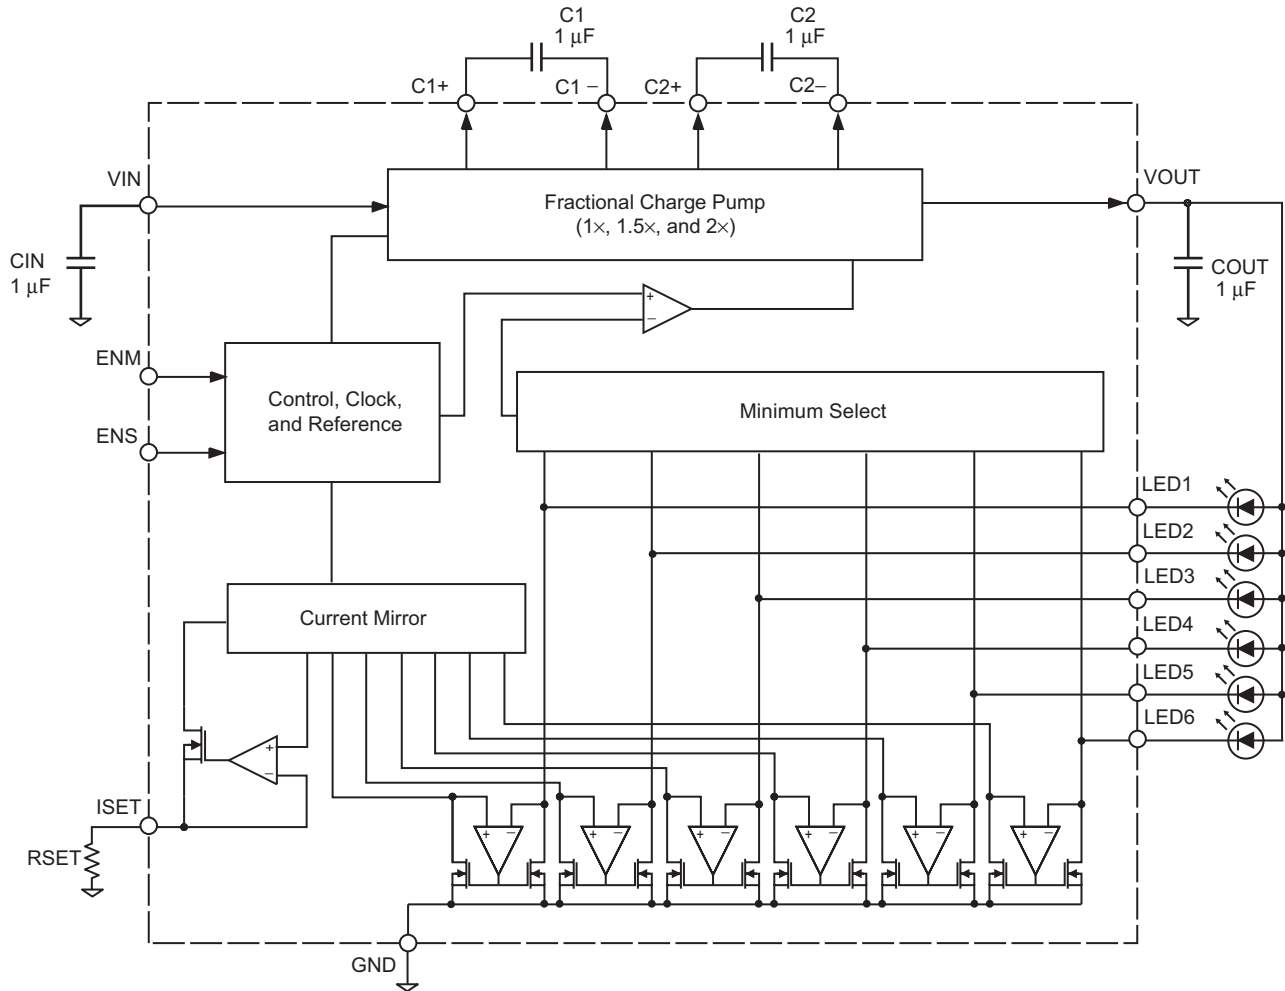 C1
1 μF
C2
1 μF
C1+
C1 –
C2+
C2–
VIN
VOUT
Fractional Charge Pump
(1×, 1.5×, and 2×)
CIN
1 μF
COUT
1 μF
+
–
ENM
ENS
Control, Clock,
and Reference
Minimum Select
LED1
LED2
LED3
LED4
LED5
LED6
Current Mirror
+
–
ISET
RSET
+ –
+ –
+ –
+ –
+ –
+ –
GND